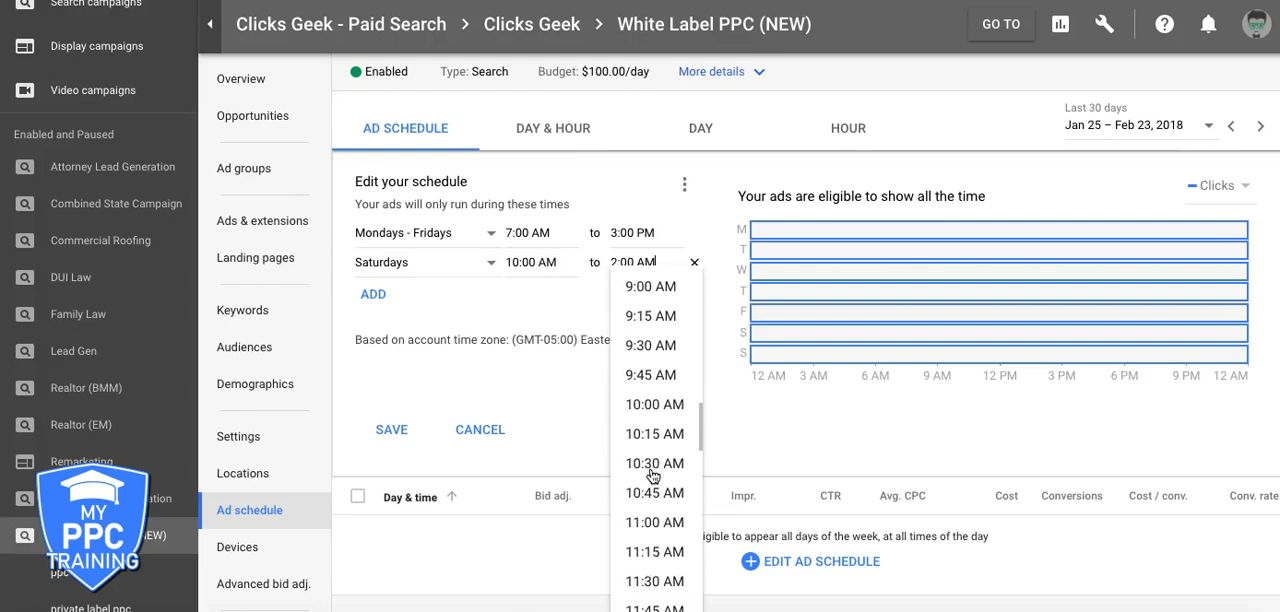 Search campaigns
Display campaigns
Video campaigns
Enabled and Paused
Attorney Lead Generation
Combined State Campaign
Commercial Roofing
DUI Law
Family Law
Lead Gen
Realtor (BMM)
Realtor (EM)
Remarketing
ation
EW)
ppc
private label ppc
MY
PPC
TRAINING
Clicks Geek - Paid Search > Clicks Geek > White Label PPC (NEW)
GO TO
Overview
Opportunities
Ad groups
Ads & extensions
Landing pages
Keywords
Audiences
Demographics
Settings
Locations
Ad schedule
Devices
Advanced bid adj.
Enabled Type: Search Budget: $100.00/day More details
AD SCHEDULE DAY & HOUR DAY HOUR
Last 30 days
Jan 25 – Feb 23, 2018
Edit your schedule
Your ads will only run during these times
Mondays - Fridays 7:00 AM to 3:00 PM
Saturdays 10:00 AM to 2:00 AM
ADD
Based on account time zone: (GMT-05:00) Easte
SAVE CANCEL
9:00 AM
9:15 AM
9:30 AM
9:45 AM
10:00 AM
10:15 AM
10:30 AM
10:45 AM
11:00 AM
11:15 AM
11:30 AM
11:45 AM
Your ads are eligible to show all the time
Clicks
M
T
W
T
F
S
S
12 AM 3 AM 6 AM 9 AM 12 PM 3 PM 6 PM 9 PM 12 AM
Day & time Bid adj. Impr. CTR Avg. CPC Cost Conversions Cost / conv. Conv. rate
igible to appear all days of the week, at all times of the day
EDIT AD SCHEDULE